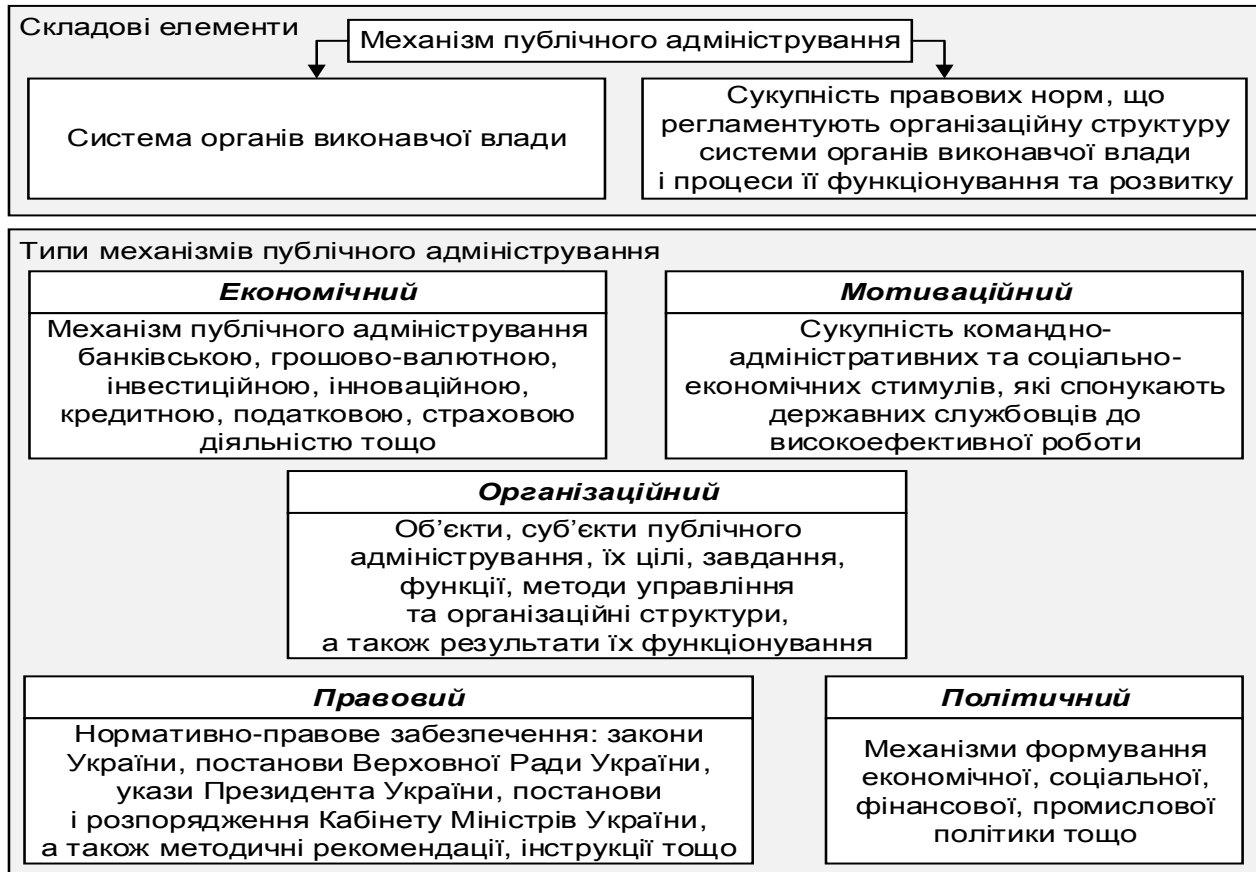 Складові елементи
Механізм публічного адміністрування
Система органів виконавчої влади
Сукупність правових норм, що
регламентують організаційну структуру
системи органів виконавчої влади
і процеси її функціонування та розвитку
Типи механізмів публічного адміністрування
Економічний
Механізм публічного адміністрування
банківською, грошово-валютною,
інвестиційною, інноваційною,
кредитною, податковою, страховою
діяльністю тощо
Мотиваційний
Сукупність командно-
адміністративних та соціально-
економічних стимулів, які спонукають
державних службовців до
високоефективної роботи
Організаційний
Об’єкти, суб’єкти публічного
адміністрування, їх цілі, завдання,
функції, методи управління
та організаційні структури,
а також результати їх функціонування
Правовий
Нормативно-правове забезпечення: закони
України, постанови Верховної Ради України,
укази Президента України, постанови
і розпорядження Кабінету Міністрів України,
а також методичні рекомендації, інструкції тощо
Політичний
Механізми формування
економічної, соціальної,
фінансової, промислової
політики тощо